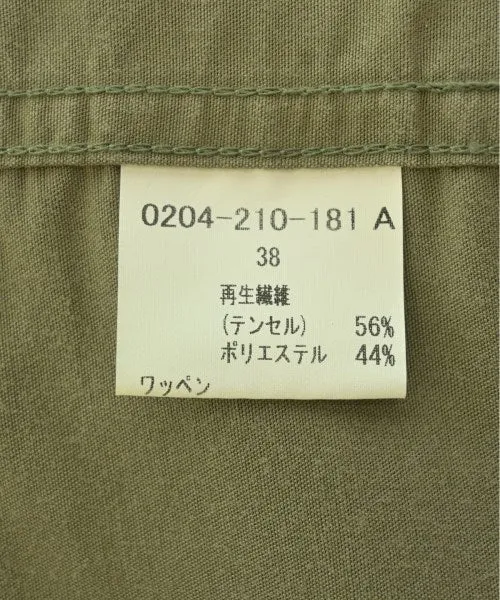 0204-210-181 A
38
再生繊維
(テンセル) 56%
ポリエステル 44%
ワッペン